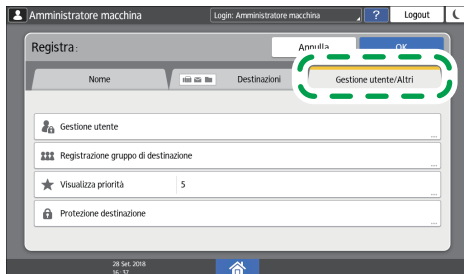 Amministratore macchina
Login: Amministratore macchina
?
Logout
Registra:
Annulla
OK
Nome
Destinazioni
Gestione utente/Altri
Gestione utente
Registrazione gruppo di destinazione
Visualizza priorità
5
Protezione destinazione
28 Set. 2018
16:37